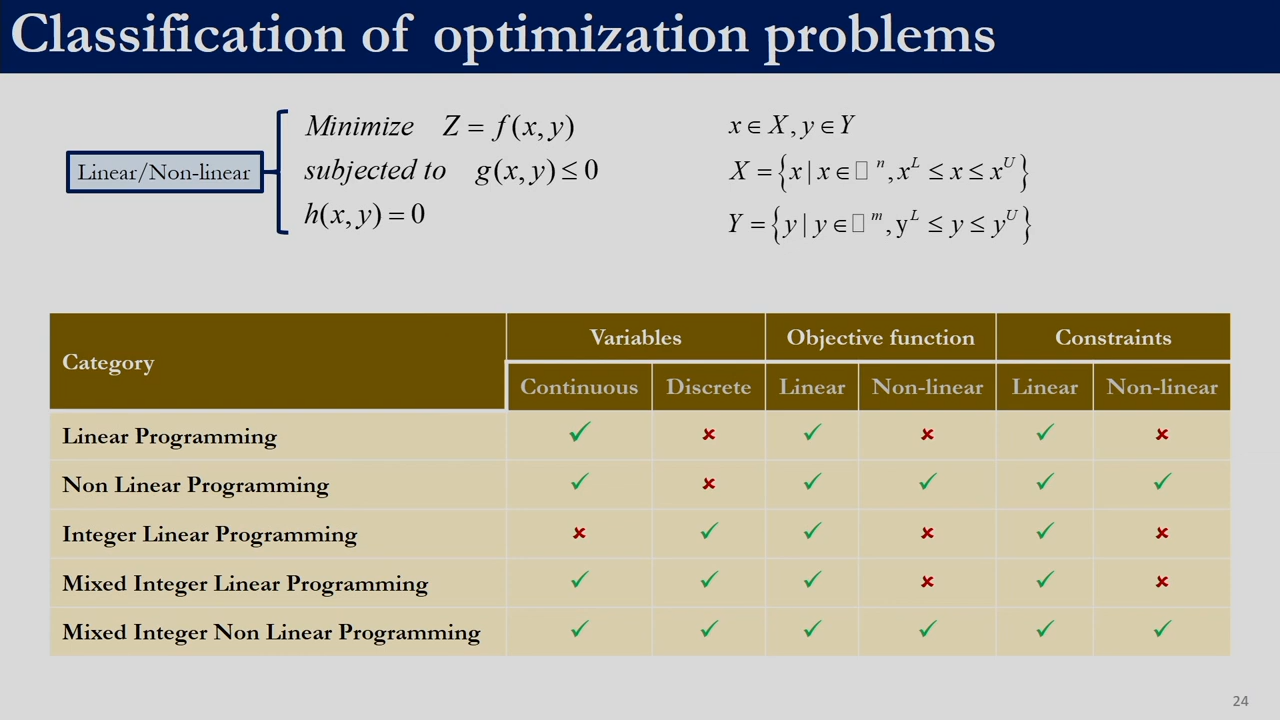 Classification of optimization problems
Linear/Non-linear
Minimize Z = f(x, y)
subjected to g(x, y) ≤ 0
h(x, y) = 0
x ∈ X, y ∈ Y
X = {x | x ∈ □ⁿ, xᴸ ≤ x ≤ xᵁ}
Y = {y | y ∈ □ᵐ, yᴸ ≤ y ≤ yᵁ}
Category Variables Objective function Constraints
Continuous Discrete Linear Non-linear Linear Non-linear
Linear Programming ✓ ✗ ✓ ✗ ✓ ✗
Non Linear Programming ✓ ✗ ✓ ✓ ✓ ✓
Integer Linear Programming ✗ ✓ ✓ ✗ ✓ ✗
Mixed Integer Linear Programming ✓ ✓ ✓ ✗ ✓ ✗
Mixed Integer Non Linear Programming ✓ ✓ ✓ ✓ ✓ ✓
24